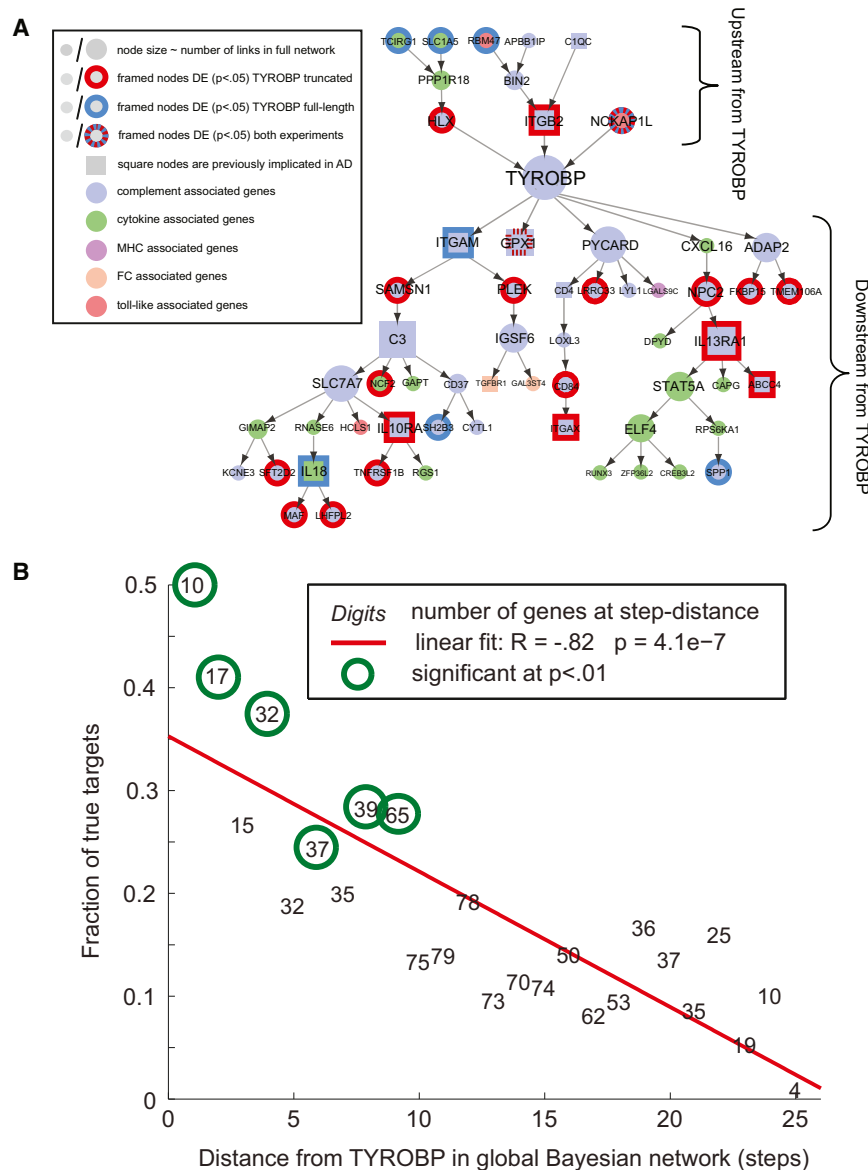 A
node size ~ number of links in full network
framed nodes DE (p<.05) TYROBP truncated
framed nodes DE (p<.05) TYROBP full-length
framed nodes DE (p<.05) both experiments
square nodes are previously implicated in AD
complement associated genes
cytokine associated genes
MHC associated genes
FC associated genes
toll-like associated genes
TCIRG1 SLC1A5 RBM47 APBB1IP C1QC
PPP1R18 BIN2
HLX ITGB2 NCKAP1L
TYROBP
Upstream from TYROBP
ITGAM GPX1 PYCARD CXCL16 ADAP2
SAMSN1 PLEK CD4 LRRC33 LYL1 LGALS9C NPC2 FKBP15 TMEM106A
C3 IGSF6 LOXL3 DPYD IL13RA1
SLC7A7 NCF2 GAPT CD37 TGFBR1 GAL3ST4 CD84 STAT5A CAPG ABCC4
GIMAP2 RNASE6 HCLS1 IL10RA SH2B3 CYTL1 ITGAX ELF4 RPS6KA1
KCNE3 SFT2D2 IL18 TNFRSF1B RGS1 RUNX3 ZFP36L2 CREB3L2 SPP1
MAF LHFPL2
Downstream from TYROBP
B
Digits number of genes at step-distance
linear fit: R = -.82 p = 4.1e−7
significant at p<.01
Fraction of true targets
0.5
0.4
0.3
0.2
0.1
0
10
17
32
15
39
65
37
32
35
78
75
79
73
70
74
50
62
53
36
37
35
25
19
10
4
0 5 10 15 20 25
Distance from TYROBP in global Bayesian network (steps)